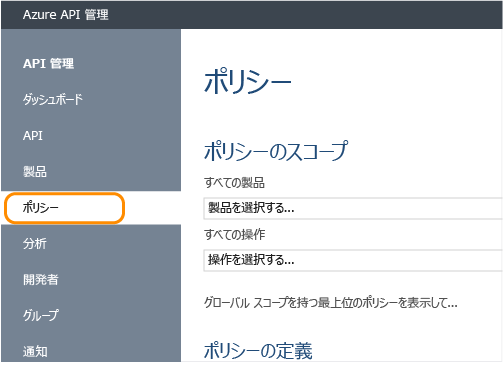 Azure API 管理
API 管理
ダッシュボード
API
製品
ポリシー
分析
開発者
グループ
通知
ポリシー
ポリシーのスコープ
すべての製品
製品を選択する...
すべての操作
操作を選択する...
グローバル スコープを持つ最上位のポリシーを表示して...
ポリシーの定義